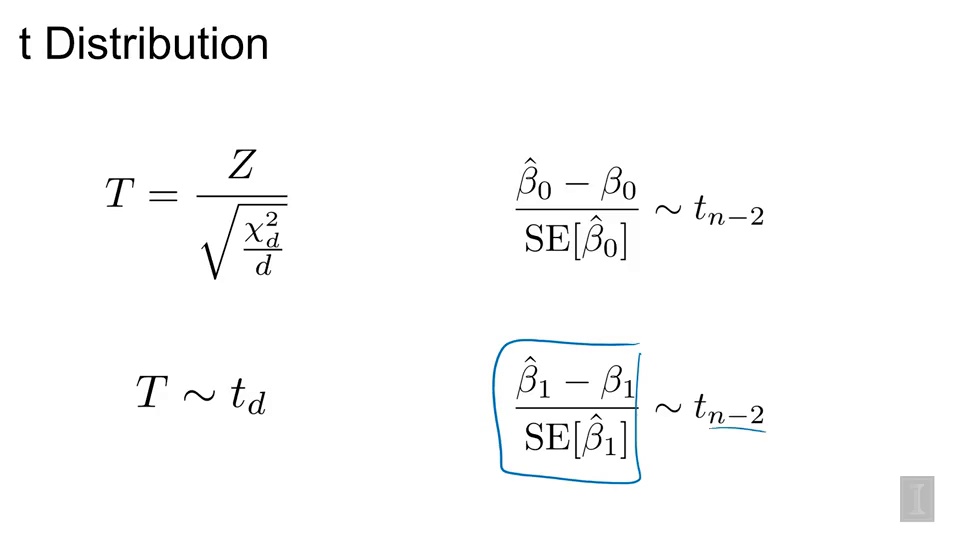 t Distribution
T = Z / √(χ²_d / d)
T ∼ t_d
(β̂₀ − β₀) / SE[β̂₀] ∼ t_{n−2}
(β̂₁ − β₁) / SE[β̂₁] ∼ t_{n−2}
I